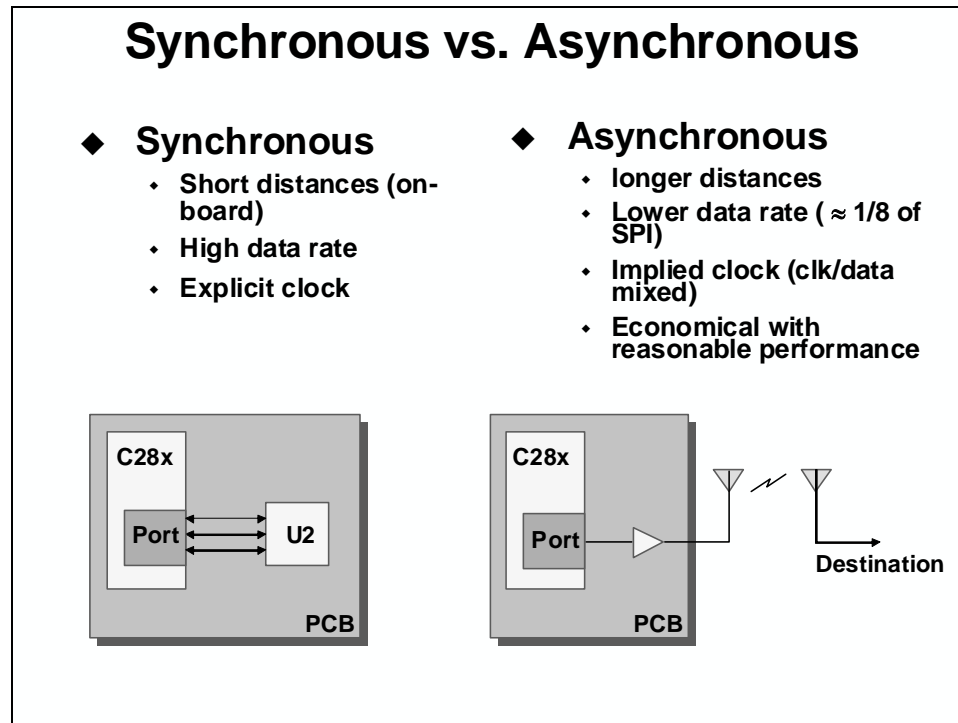 Synchronous vs. Asynchronous
◆ Synchronous
◆ Short distances (on-
board)
◆ High data rate
◆ Explicit clock
◆ Asynchronous
◆ longer distances
◆ Lower data rate ( ≈ 1/8 of
SPI)
◆ Implied clock (clk/data
mixed)
◆ Economical with
reasonable performance
C28x
Port
U2
PCB
C28x
Port
PCB
Destination